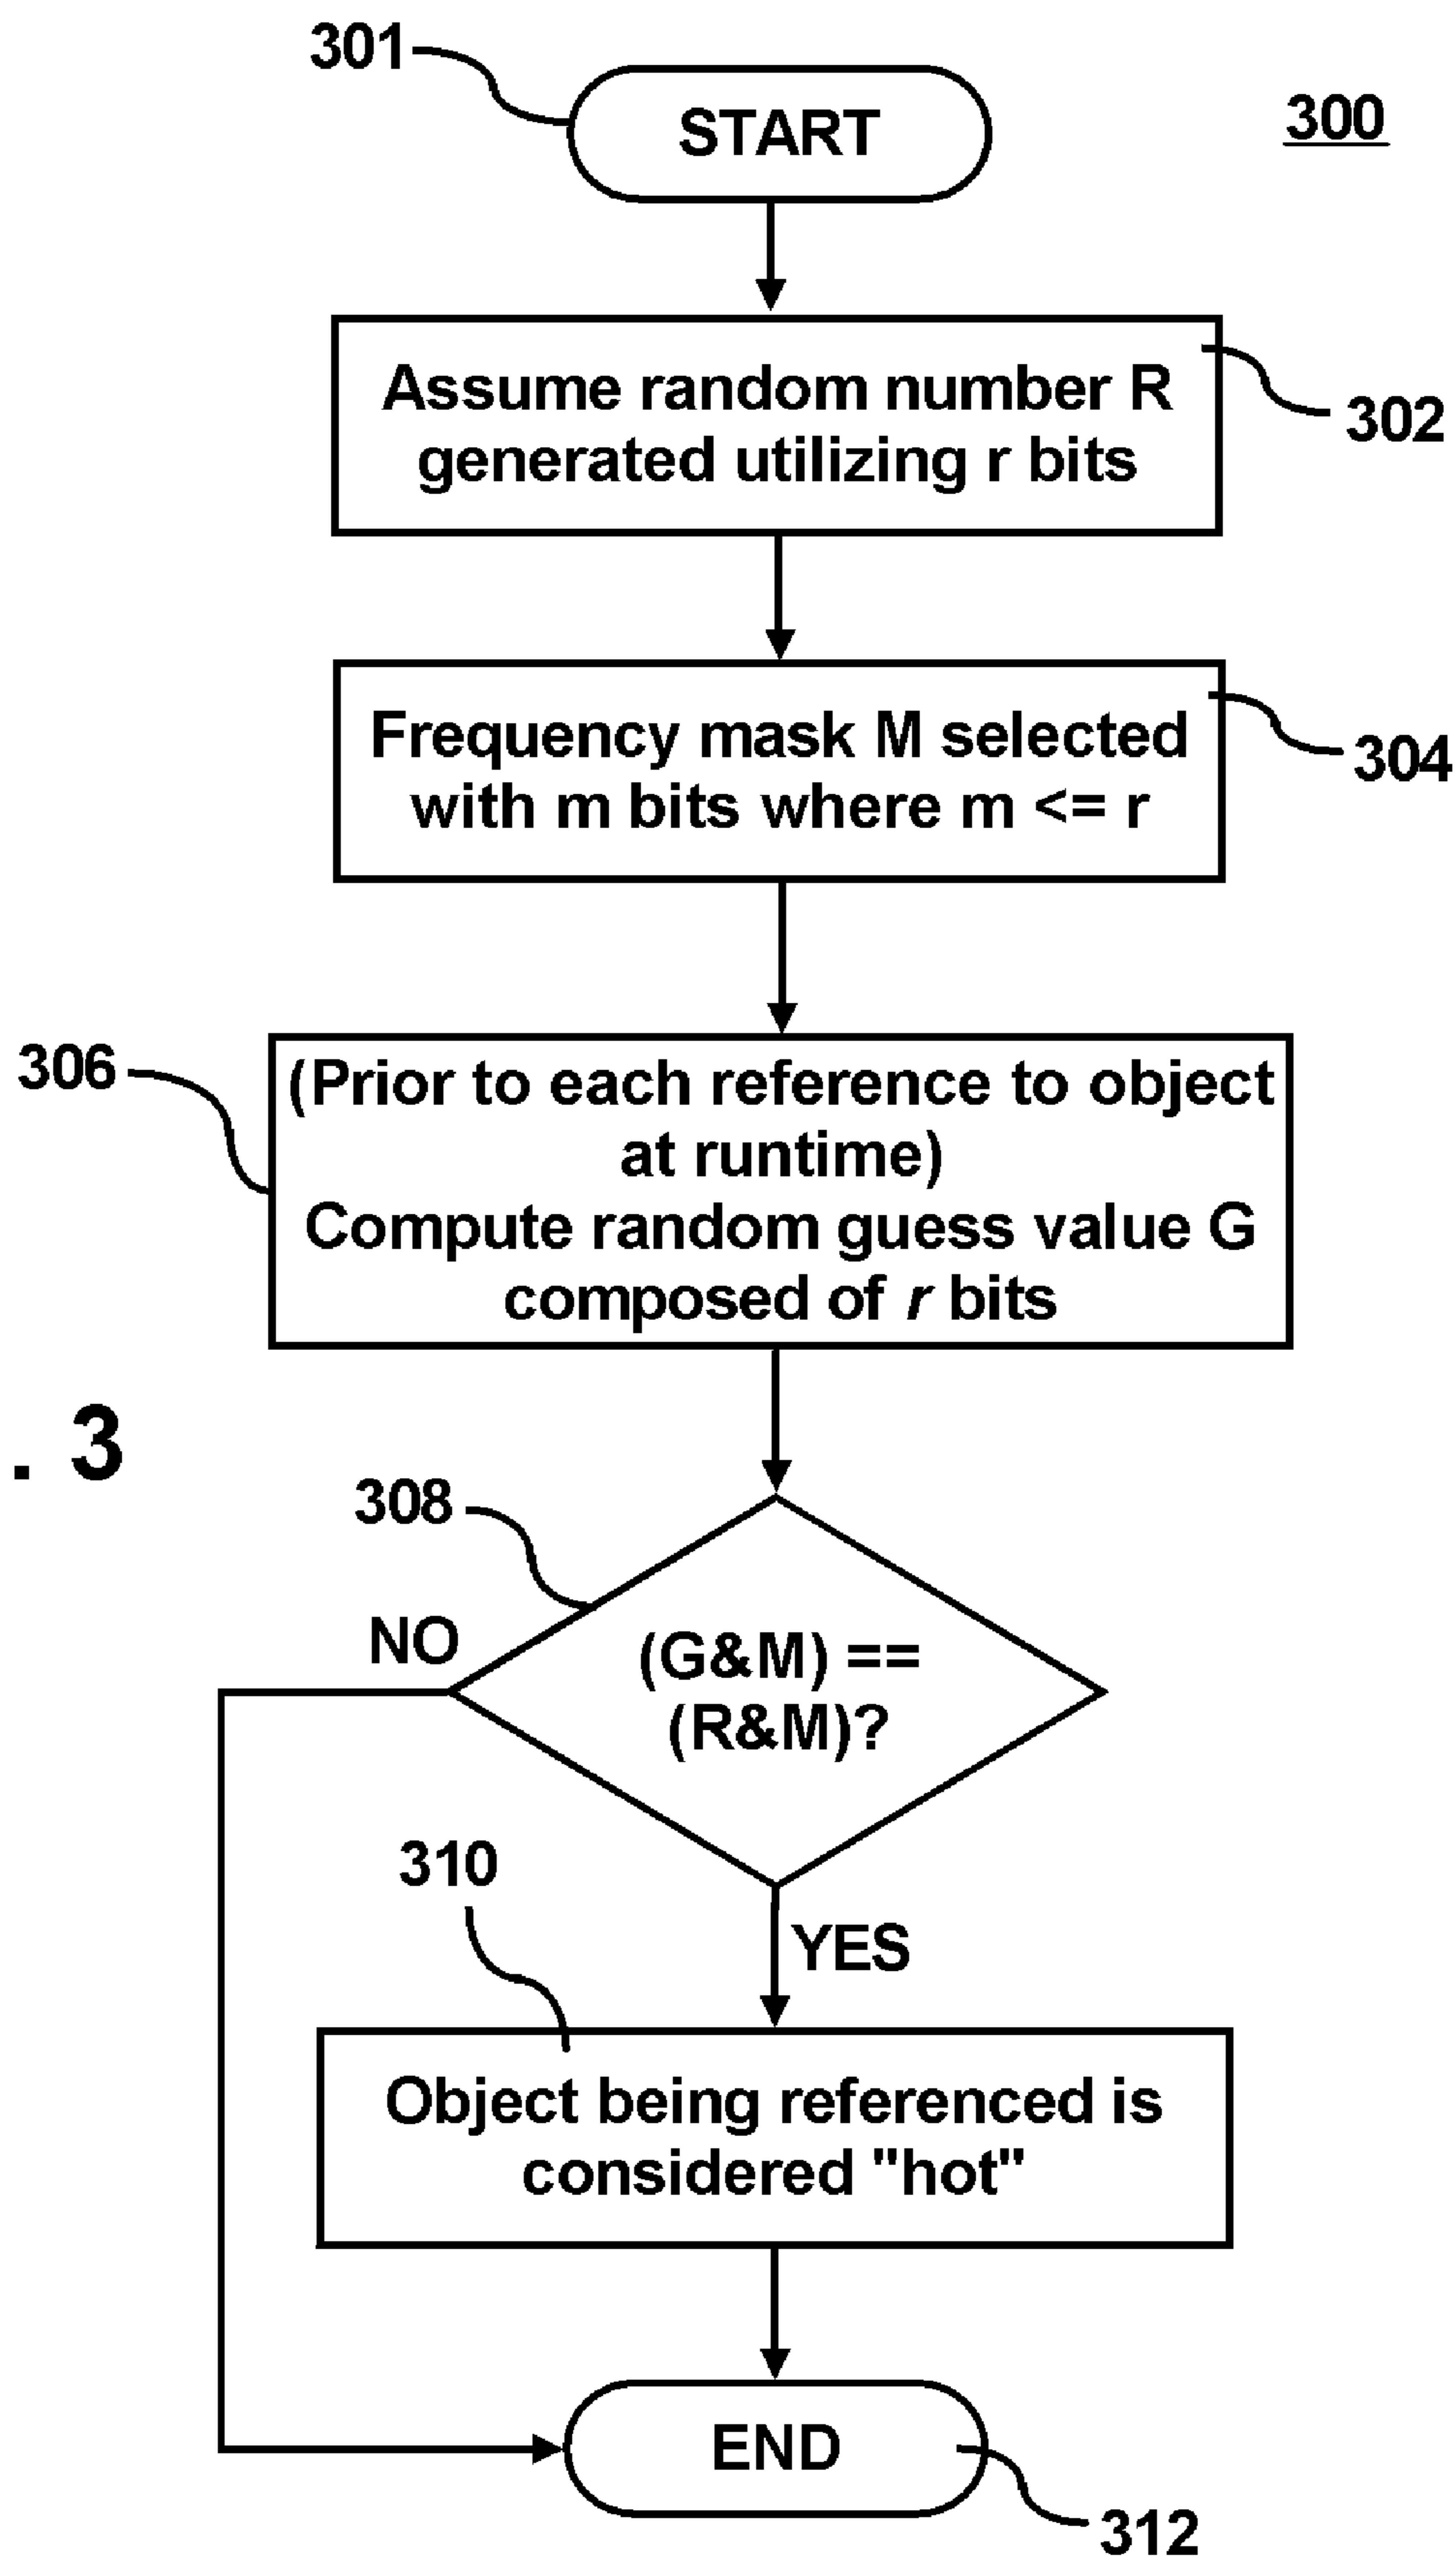 301
START
300
Assume random number R
generated utilizing r bits
302
Frequency mask M selected
with m bits where m <= r
304
306
(Prior to each reference to object
at runtime)
Compute random guess value G
composed of r bits
. 3
308
NO
(G&M) ==
(R&M)?
310
YES
Object being referenced is
considered "hot"
END
312